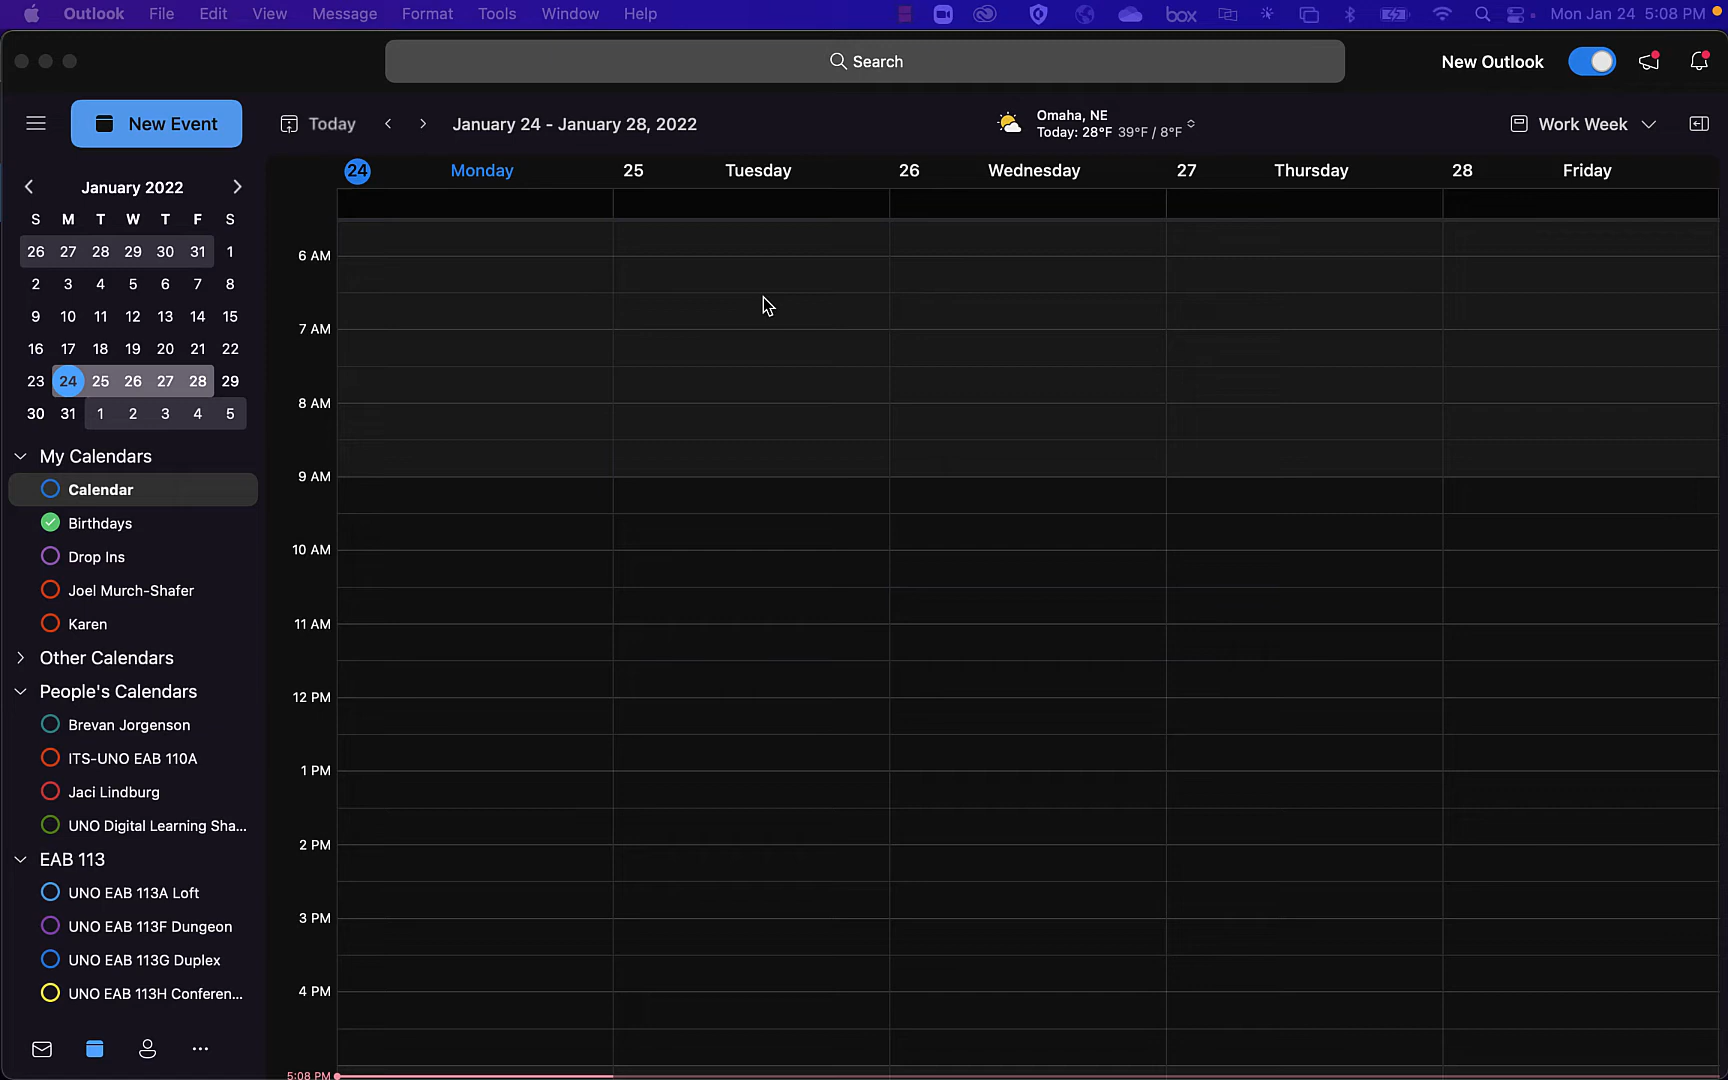 Outlook File Edit View Message Format Tools Window Help box Mon Jan 24 5:08 PM
Search New Outlook
New Event Today January 24 - January 28, 2022 Omaha, NE Work Week
Today: 28°F 39°F / 8°F
24 Monday 25 Tuesday 26 Wednesday 27 Thursday 28 Friday
January 2022
S M T W T F S
26 27 28 29 30 31 1
2 3 4 5 6 7 8
9 10 11 12 13 14 15
16 17 18 19 20 21 22
23 24 25 26 27 28 29
30 31 1 2 3 4 5
My Calendars
Calendar
Birthdays
Drop Ins
Joel Murch-Shafer
Karen
Other Calendars
People's Calendars
Brevan Jorgenson
ITS-UNO EAB 110A
Jaci Lindburg
UNO Digital Learning Sha...
EAB 113
UNO EAB 113A Loft
UNO EAB 113F Dungeon
UNO EAB 113G Duplex
UNO EAB 113H Conferen...
6 AM
7 AM
8 AM
9 AM
10 AM
11 AM
12 PM
1 PM
2 PM
3 PM
4 PM
5:08 PM